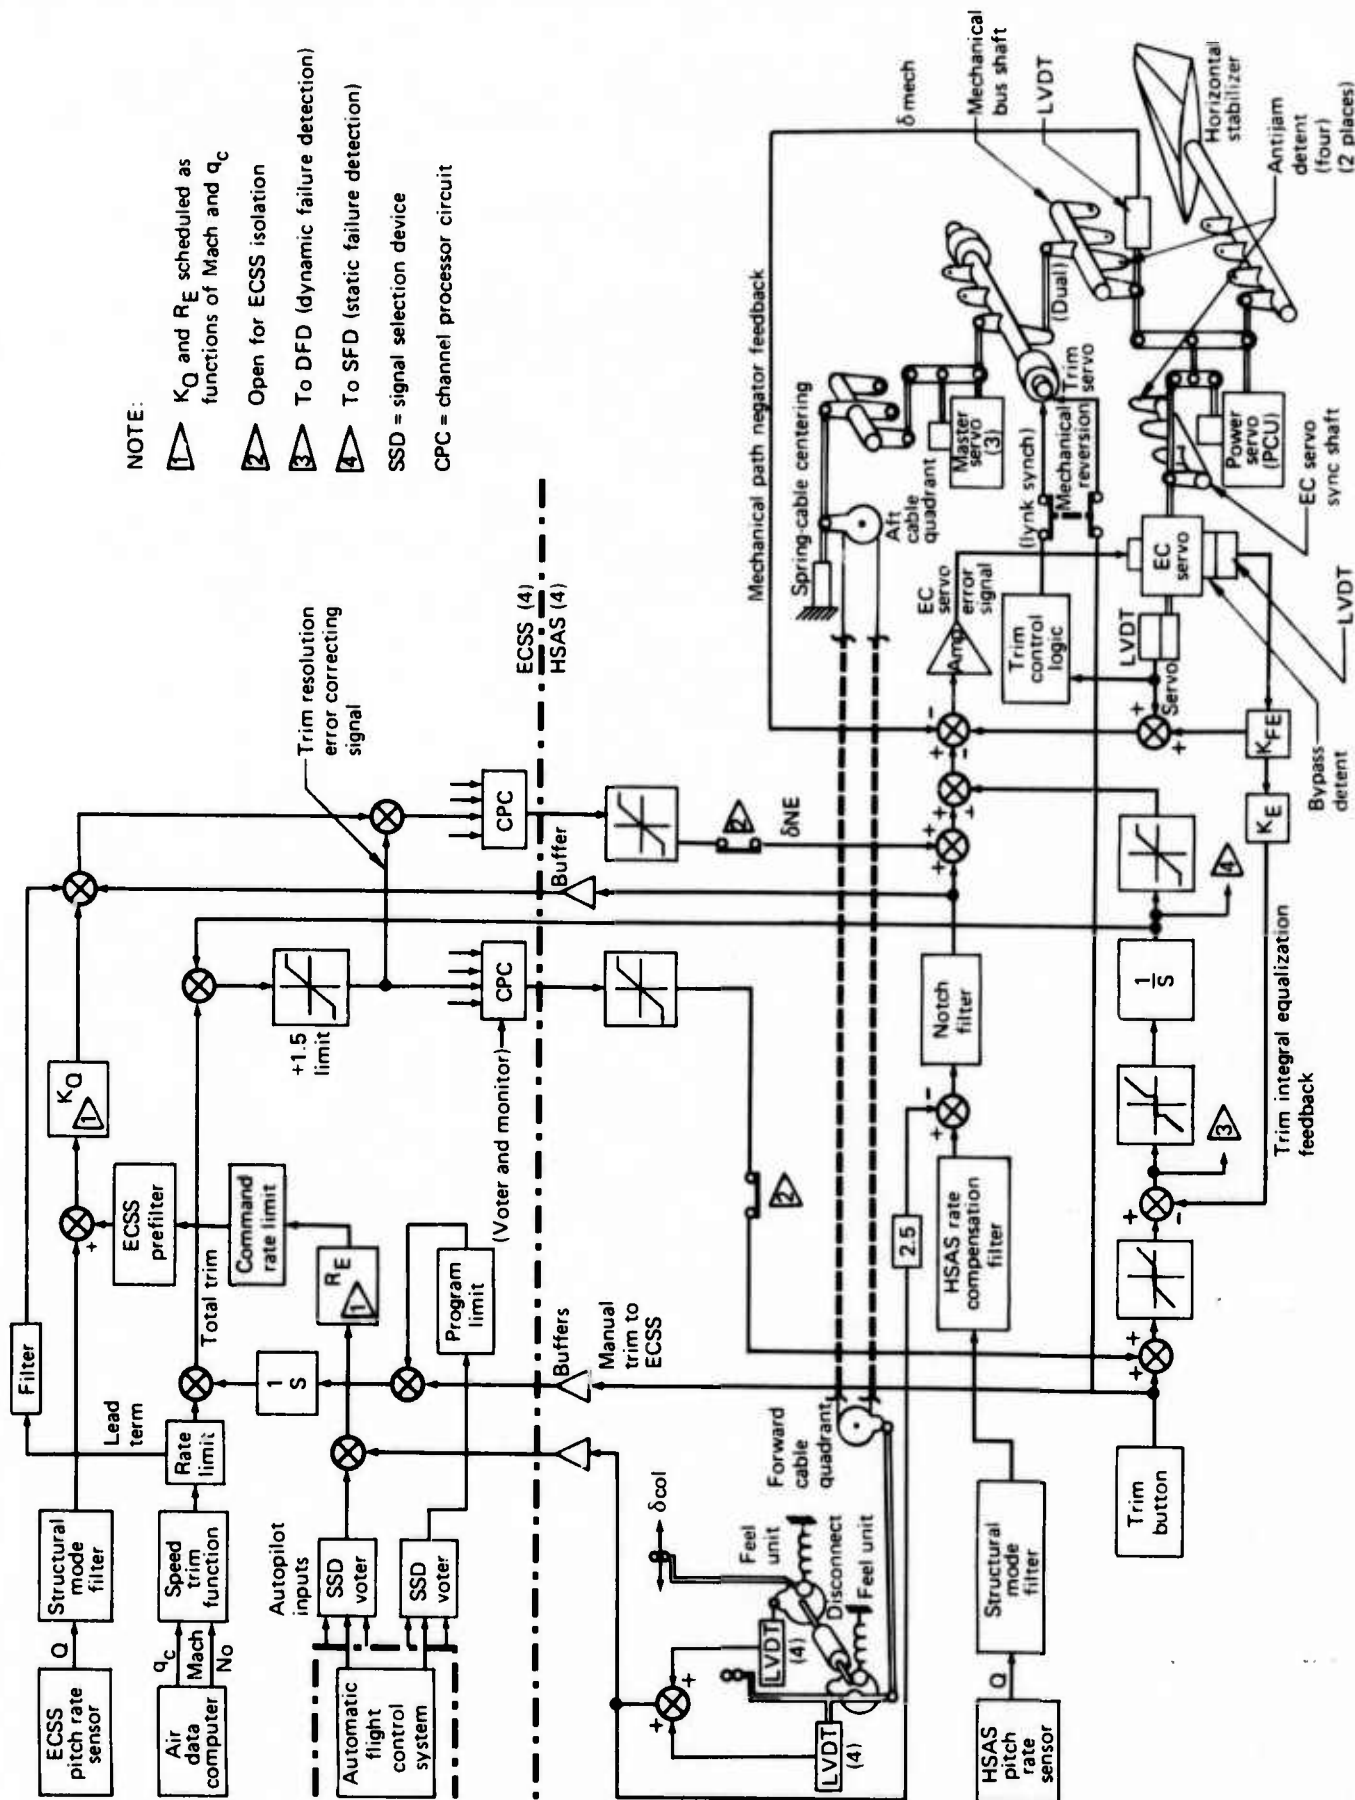 NOTE:
1 K_Q and R_E scheduled as
functions of Mach and q_c
2 Open for ECSS isolation
3 To DFD (dynamic failure detection)
4 To SFD (static failure detection)
SSD = signal selection device
CPC = channel processor circuit
ECSS
pitch rate
sensor
Q
Structural
mode
filter
Filter
Air
data
computer
q_c
Mach
No
Speed
trim
function
Rate
limit
Lead
term
Total trim
Autopilot
inputs
Automatic
flight
control
system
SSD
voter
SSD
voter
1
S
R_E
1
Program
limit
Command
rate limit
ECSS
prefilter
+
K_Q
1
+1.5
limit
Trim resolution
error correcting
signal
CPC
CPC
(Voter and monitor)
ECSS (4)
HSAS (4)
Buffers
Manual
trim to
ECSS
Buffer
2
δNE
2
δcol
Feel
unit
Disconnect
Feel unit
LVDT
(4)
LVDT
(4)
+
+
Forward
cable
quadrant
2.5
HSAS
pitch
rate
sensor
Q
Structural
mode
filter
HSAS rate
compensation
filter
+
-
Notch
filter
+
+
+
+
+
-
-
Amp
EC
servo
error
signal
Mechanical path negator feedback
Spring-cable centering
Aft
cable
quadrant
Master
servo
(3)
(lynk synch)
Mechanical
reversion
Trim
servo
Trim
control
logic
(Dual)
δmech
Mechanical
bus shaft
LVDT
Horizontal
stabilizer
Antijam
detent
(four)
(2 places)
Power
servo
(PCU)
EC servo
sync shaft
EC
servo
LVDT
Servo
+
+
K_FE
K_E
LVDT
Bypass
detent
Trim
button
+
+
+
-
3
1
S
4
Trim integral equalization
feedback